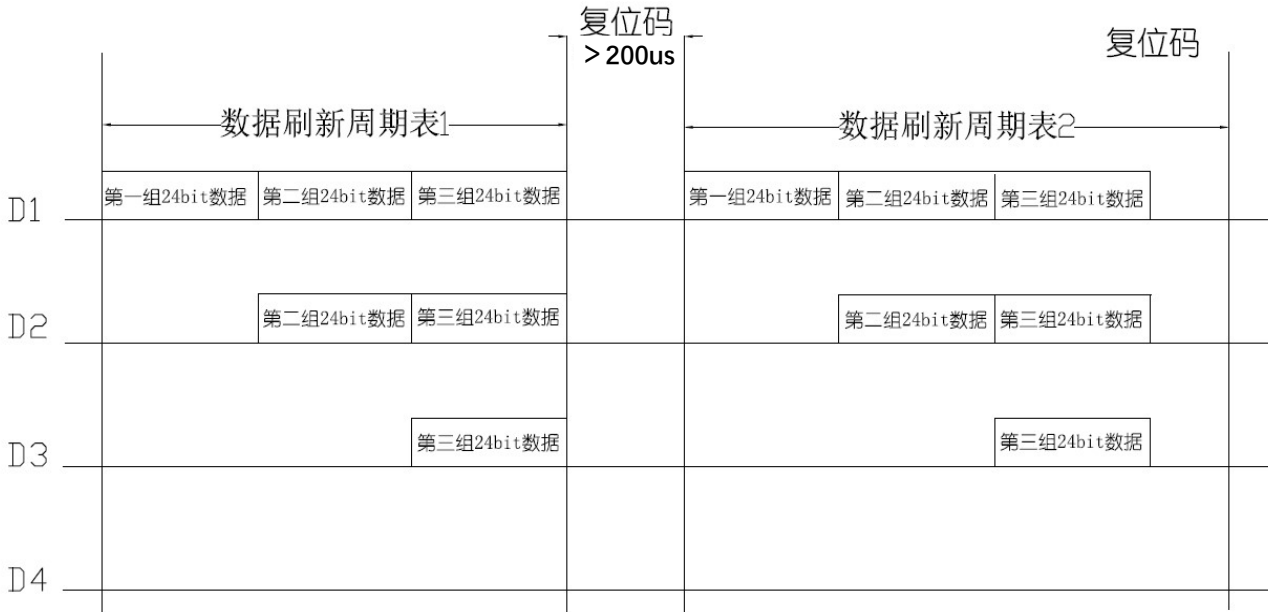 复位码
>200us
复位码
数据刷新周期表1
数据刷新周期表2
D1
第一组24bit数据
第二组24bit数据
第三组24bit数据
第一组24bit数据
第二组24bit数据
第三组24bit数据
D2
第二组24bit数据
第三组24bit数据
第二组24bit数据
第三组24bit数据
D3
第三组24bit数据
第三组24bit数据
D4